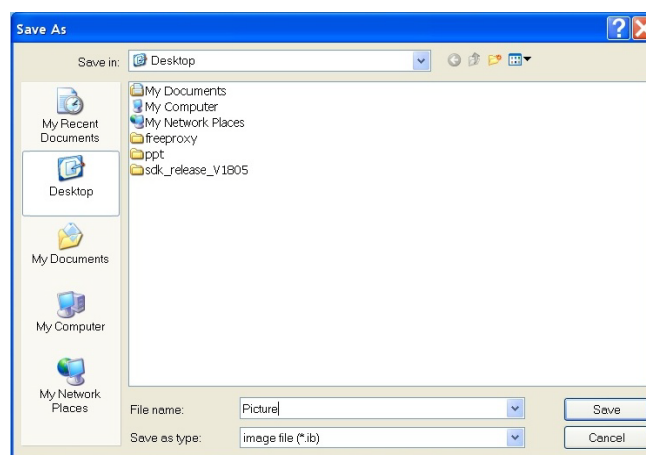 Save As
Save in: Desktop
My Recent
Documents
Desktop
My Documents
My Computer
My Network
Places
My Documents
My Computer
My Network Places
freeproxy
ppt
sdk_release_V1B05
File name: Picture Save
Save as type: image file (*.ib) Cancel